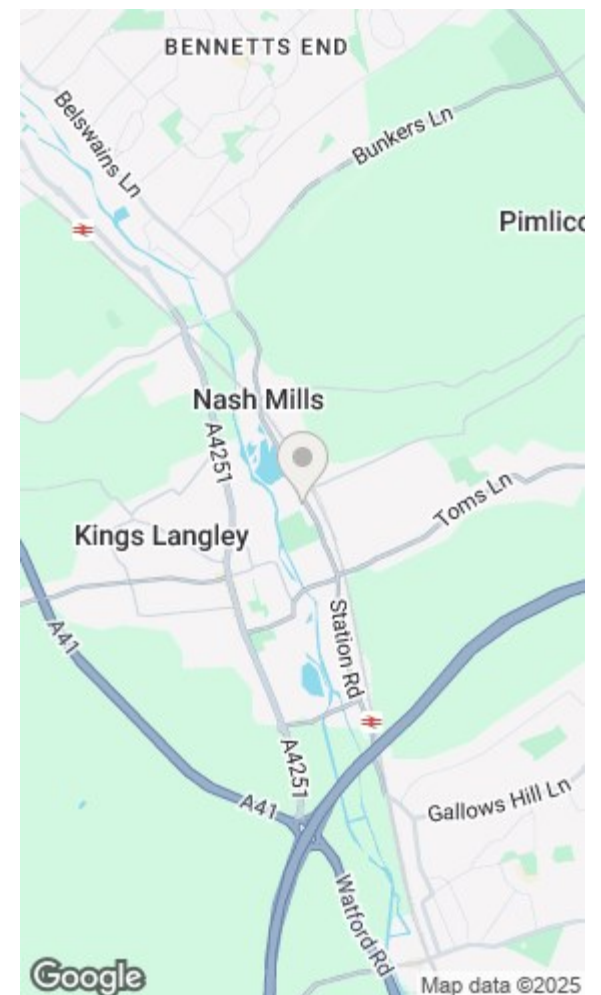 BENNETTS END
Belswains Ln
Bunkers Ln
Pimlico
Nash Mills
A4251
Toms Ln
Kings Langley
A41
Station Rd
A4251
A41
Gallows Hill Ln
Watford Rd
Google
Map data ©2025